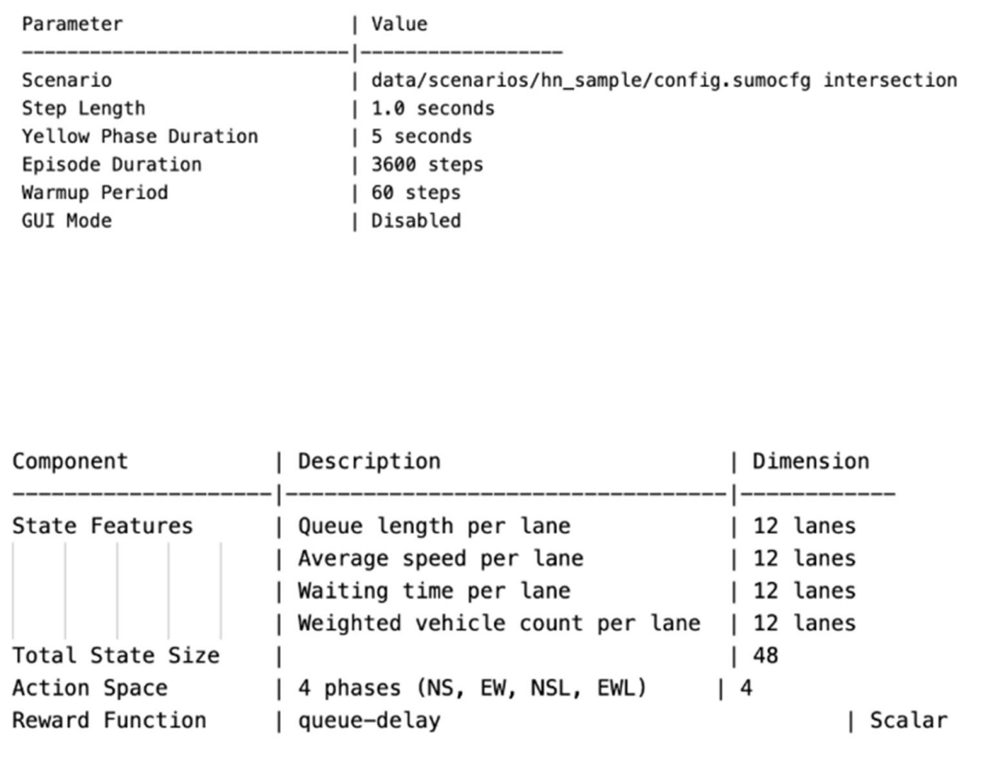 Parameter | Value
-----------------------------|------------------
Scenario | data/scenarios/hn_sample/config.sumocfg intersection
Step Length | 1.0 seconds
Yellow Phase Duration | 5 seconds
Episode Duration | 3600 steps
Warmup Period | 60 steps
GUI Mode | Disabled
Component | Description | Dimension
--------------------|----------------------------------|------------
State Features | Queue length per lane | 12 lanes
| Average speed per lane | 12 lanes
| Waiting time per lane | 12 lanes
| Weighted vehicle count per lane | 12 lanes
Total State Size | | 48
Action Space | 4 phases (NS, EW, NSL, EWL) | 4
Reward Function | queue-delay | Scalar